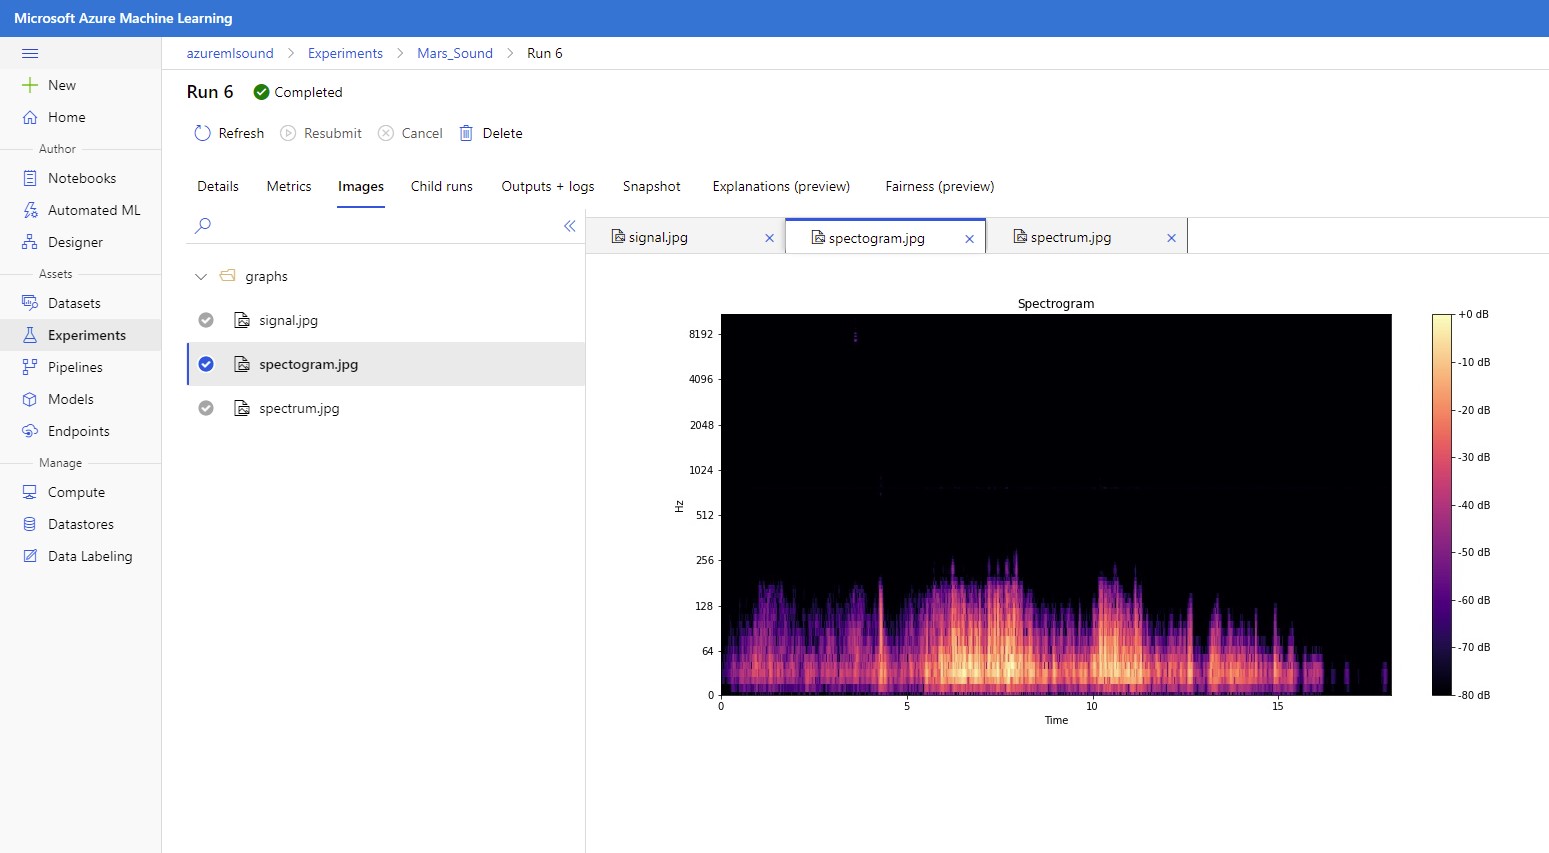 Microsoft Azure Machine Learning
azuremlsound > Experiments > Mars_Sound > Run 6
New
Home
Author
Notebooks
Automated ML
Designer
Assets
Datasets
Experiments
Pipelines
Models
Endpoints
Manage
Compute
Datastores
Data Labeling
Run 6 Completed
Refresh Resubmit Cancel Delete
Details Metrics Images Child runs Outputs + logs Snapshot Explanations (preview) Fairness (preview)
graphs
signal.jpg
spectogram.jpg
spectrum.jpg
signal.jpg spectogram.jpg spectrum.jpg
Spectrogram
8192
4096
2048
1024
512
256
128
64
0
Hz
0 5 10 15
Time
+0 dB
-10 dB
-20 dB
-30 dB
-40 dB
-50 dB
-60 dB
-70 dB
-80 dB